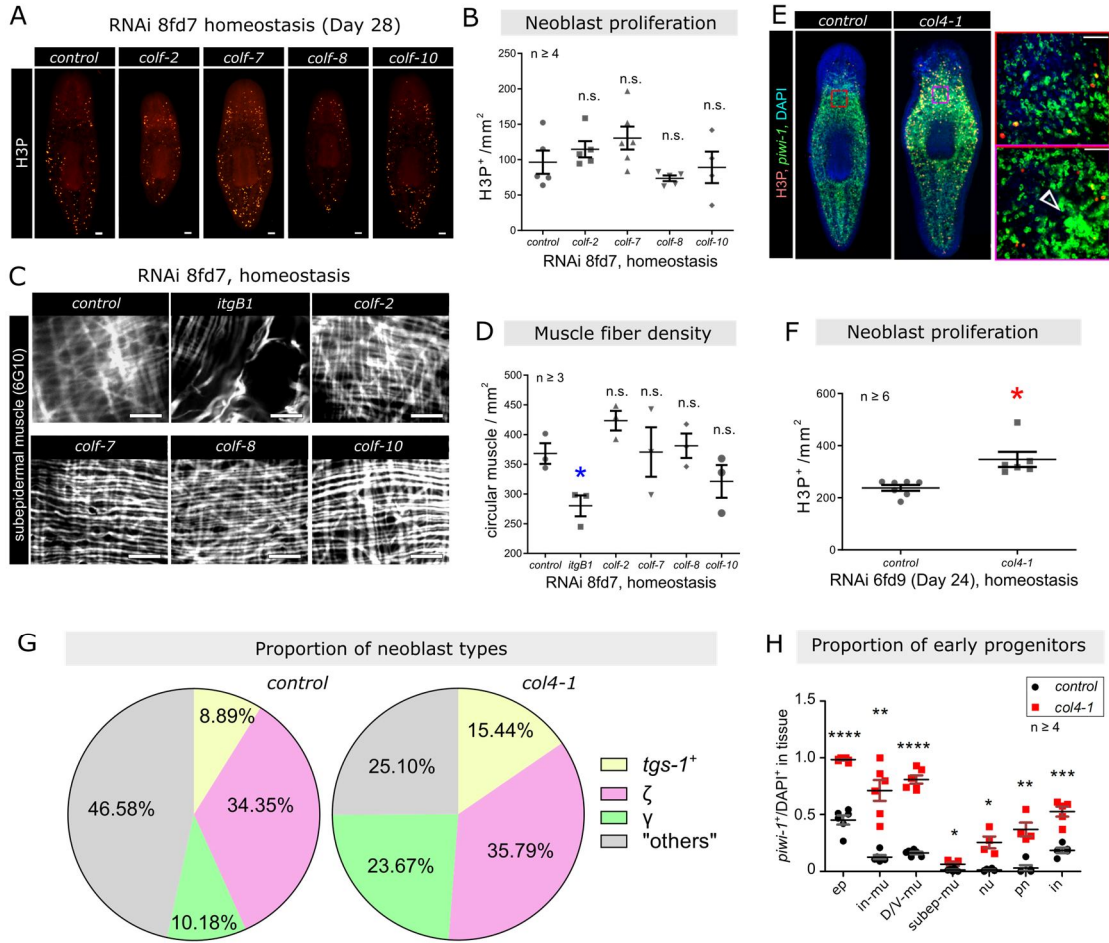 A
RNAi 8fd7 homeostasis (Day 28)
control colf-2 colf-7 colf-8 colf-10
H3P
B
Neoblast proliferation
n ≥ 4
n.s. n.s. n.s. n.s.
H3P⁺ /mm²
250
200
150
100
50
0
control colf-2 colf-7 colf-8 colf-10
RNAi 8fd7, homeostasis
E
control col4-1
H3P, piwi-1, DAPI
C
RNAi 8fd7, homeostasis
control itgB1 colf-2
colf-7 colf-8 colf-10
subepidermal muscle (6G10)
D
Muscle fiber density
n ≥ 3
n.s. n.s. n.s. n.s.
*
circular muscle / mm²
500
450
400
350
300
250
200
control itgB1 colf-2 colf-7 colf-8 colf-10
RNAi 8fd7, homeostasis
F
Neoblast proliferation
n ≥ 6
*
H3P⁺ /mm²
600
400
200
0
control col4-1
RNAi 6fd9 (Day 24), homeostasis
G
Proportion of neoblast types
control
8.89%
34.35%
10.18%
46.58%
col4-1
15.44%
35.79%
23.67%
25.10%
tgs-1⁺
ζ
γ
"others"
H
Proportion of early progenitors
control
col4-1
n ≥ 4
**** ** **** * * ** ***
piwi-1⁺/DAPI⁺ in tissue
1.5
1.0
0.5
0
ep in-mu D/V-mu subep-mu nu pn in